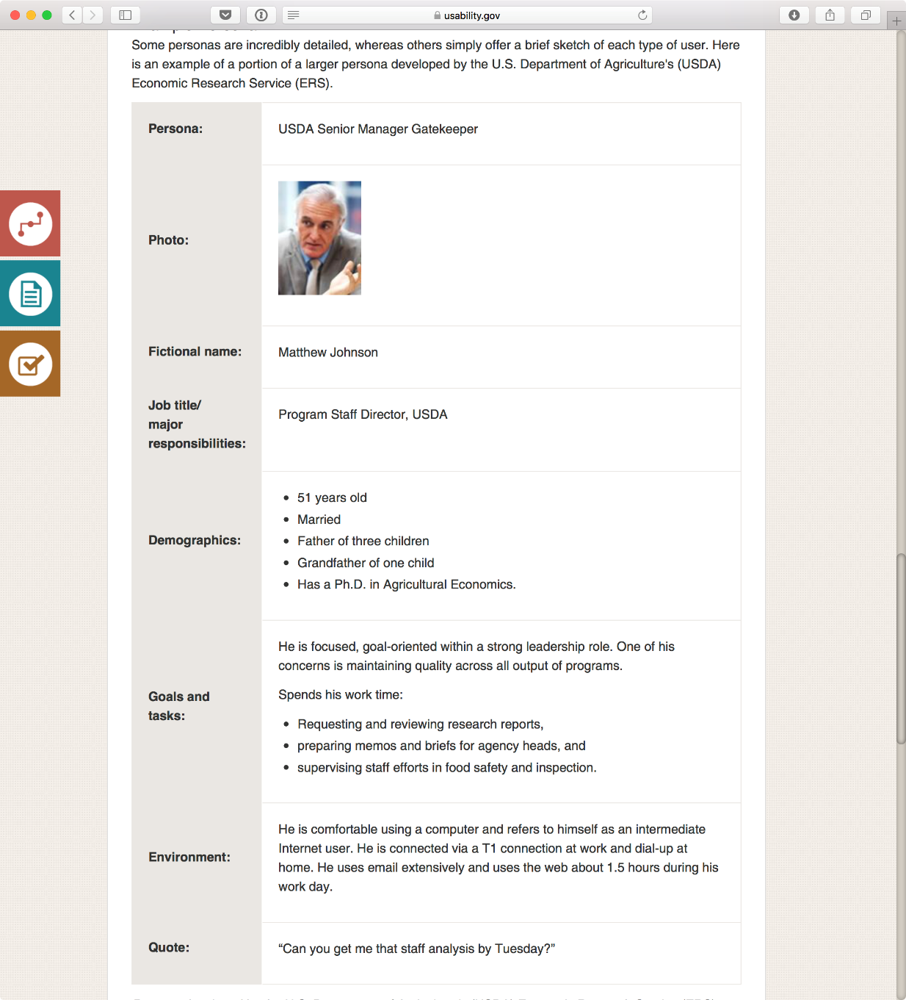 usability.gov
Some personas are incredibly detailed, whereas others simply offer a brief sketch of each type of user. Here
is an example of a portion of a larger persona developed by the U.S. Department of Agriculture's (USDA)
Economic Research Service (ERS).
Persona:
USDA Senior Manager Gatekeeper
Photo:
Fictional name:
Matthew Johnson
Job title/
major
responsibilities:
Program Staff Director, USDA
Demographics:
• 51 years old
• Married
• Father of three children
• Grandfather of one child
• Has a Ph.D. in Agricultural Economics.
Goals and
tasks:
He is focused, goal-oriented within a strong leadership role. One of his
concerns is maintaining quality across all output of programs.
Spends his work time:
• Requesting and reviewing research reports,
• preparing memos and briefs for agency heads, and
• supervising staff efforts in food safety and inspection.
Environment:
He is comfortable using a computer and refers to himself as an intermediate
Internet user. He is connected via a T1 connection at work and dial-up at
home. He uses email extensively and uses the web about 1.5 hours during his
work day.
Quote:
“Can you get me that staff analysis by Tuesday?”